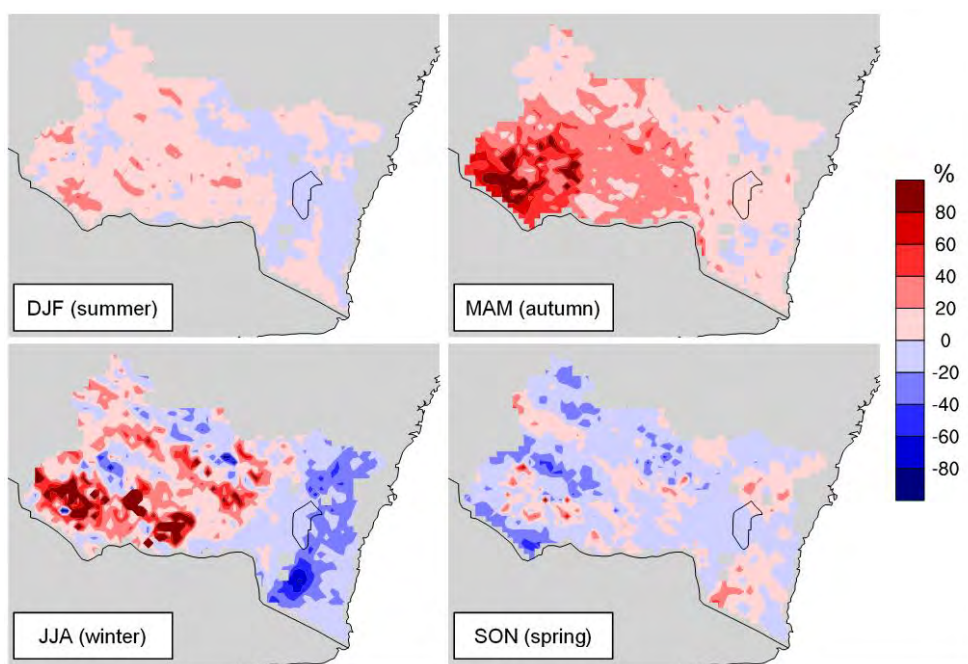 DJF (summer)
MAM (autumn)
JJA (winter)
SON (spring)
%
80
60
40
20
0
-20
-40
-60
-80